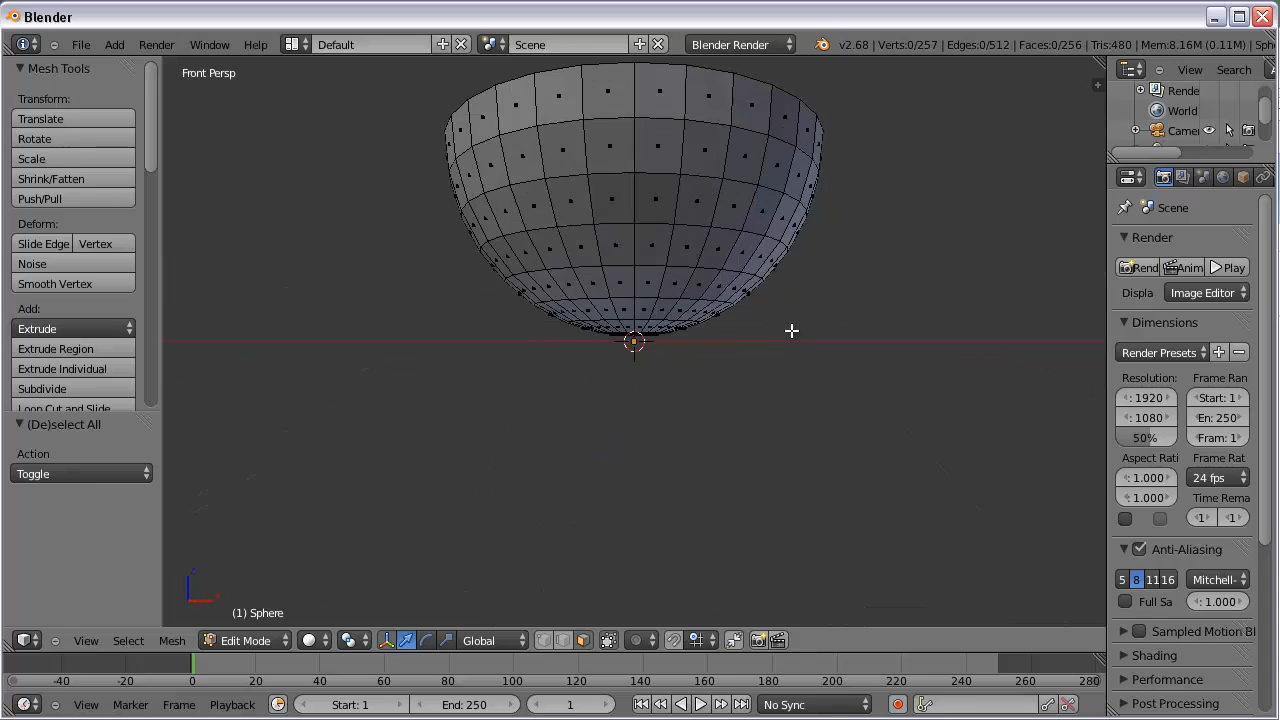 Blender
File Add Render Window Help Default Scene Blender Render v2.68 | Verts:0/257 | Edges:0/512 | Faces:0/256 | Tris:480 | Mem:8.16M (0.11M) | Sph
Mesh Tools
Transform:
Translate
Rotate
Scale
Shrink/Fatten
Push/Pull
Deform:
Slide Edge Vertex
Noise
Smooth Vertex
Add:
Extrude
Extrude Region
Extrude Individual
Subdivide
Loop Cut and Slide
(De)select All
Action
Toggle
Front Persp
z
x
(1) Sphere
View Search
Rende
World
Camer
Scene
Render
Rend Anim Play
Displa Image Editor
Dimensions
Render Presets
Resolution: Frame Ran
: 1920 Start: 1
: 1080 En: 250
50% Fram: 1
Aspect Rati Frame Rat
: 1.000 24 fps
: 1.000 Time Rema
1 1
Anti-Aliasing
5 8 11 16 Mitchell-
Full Sa : 1.000
Sampled Motion Bl
Shading
Performance
Post Processing
View Select Mesh Edit Mode Global
-40 -20 0 20 40 60 80 100 120 140 160 180 200 220 240 260 280
View Marker Frame Playback Start: 1 End: 250 1 No Sync